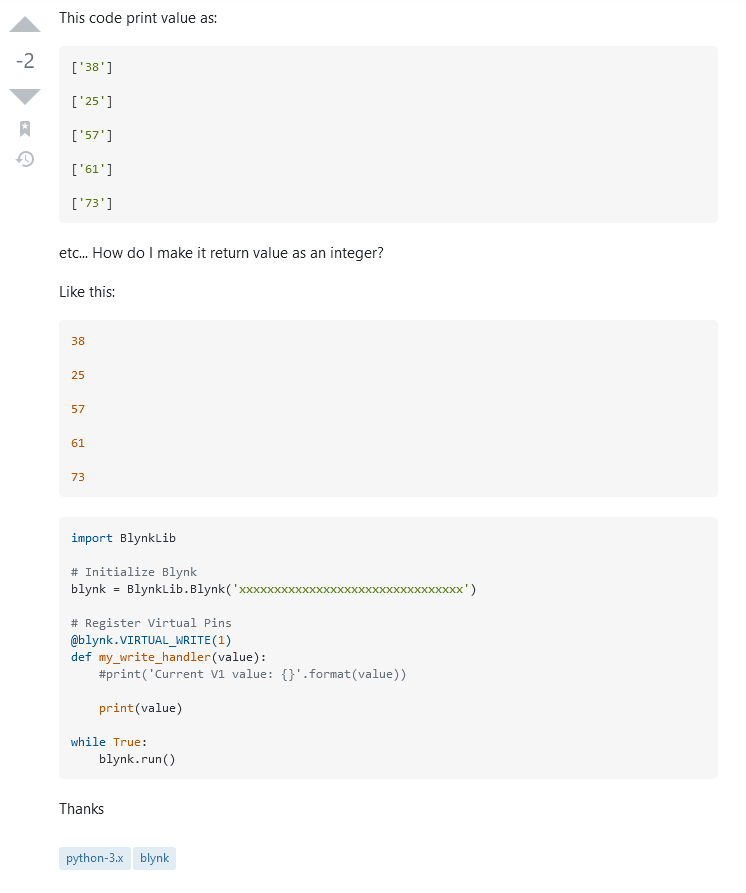 This code print value as:
-2
['38']
['25']
['57']
['61']
['73']
etc... How do I make it return value as an integer?
Like this:
38
25
57
61
73
import BlynkLib
# Initialize Blynk
blynk = BlynkLib.Blynk('xxxxxxxxxxxxxxxxxxxxxxxxxxxxxxxx')
# Register Virtual Pins
@blynk.VIRTUAL_WRITE(1)
def my_write_handler(value):
    #print('Current V1 value: {}'.format(value))
    print(value)
while True:
    blynk.run()
Thanks
python-3.x blynk